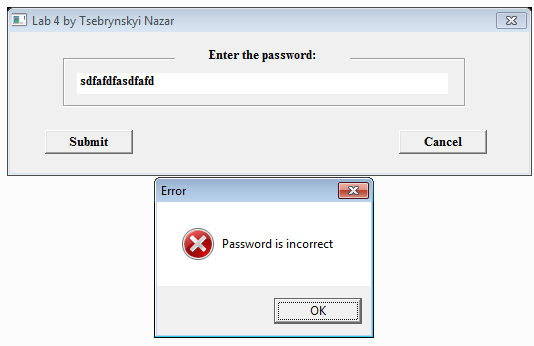 Lab 4 by Tsebrynskyi Nazar
Enter the password:
sdfafdfasdfafd
Submit
Cancel
Error
Password is incorrect
OK